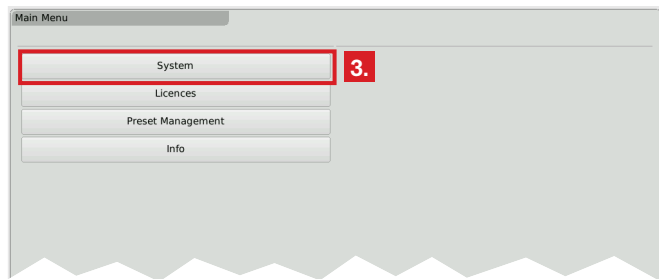 Main Menu
System
3.
Licences
Preset Management
Info